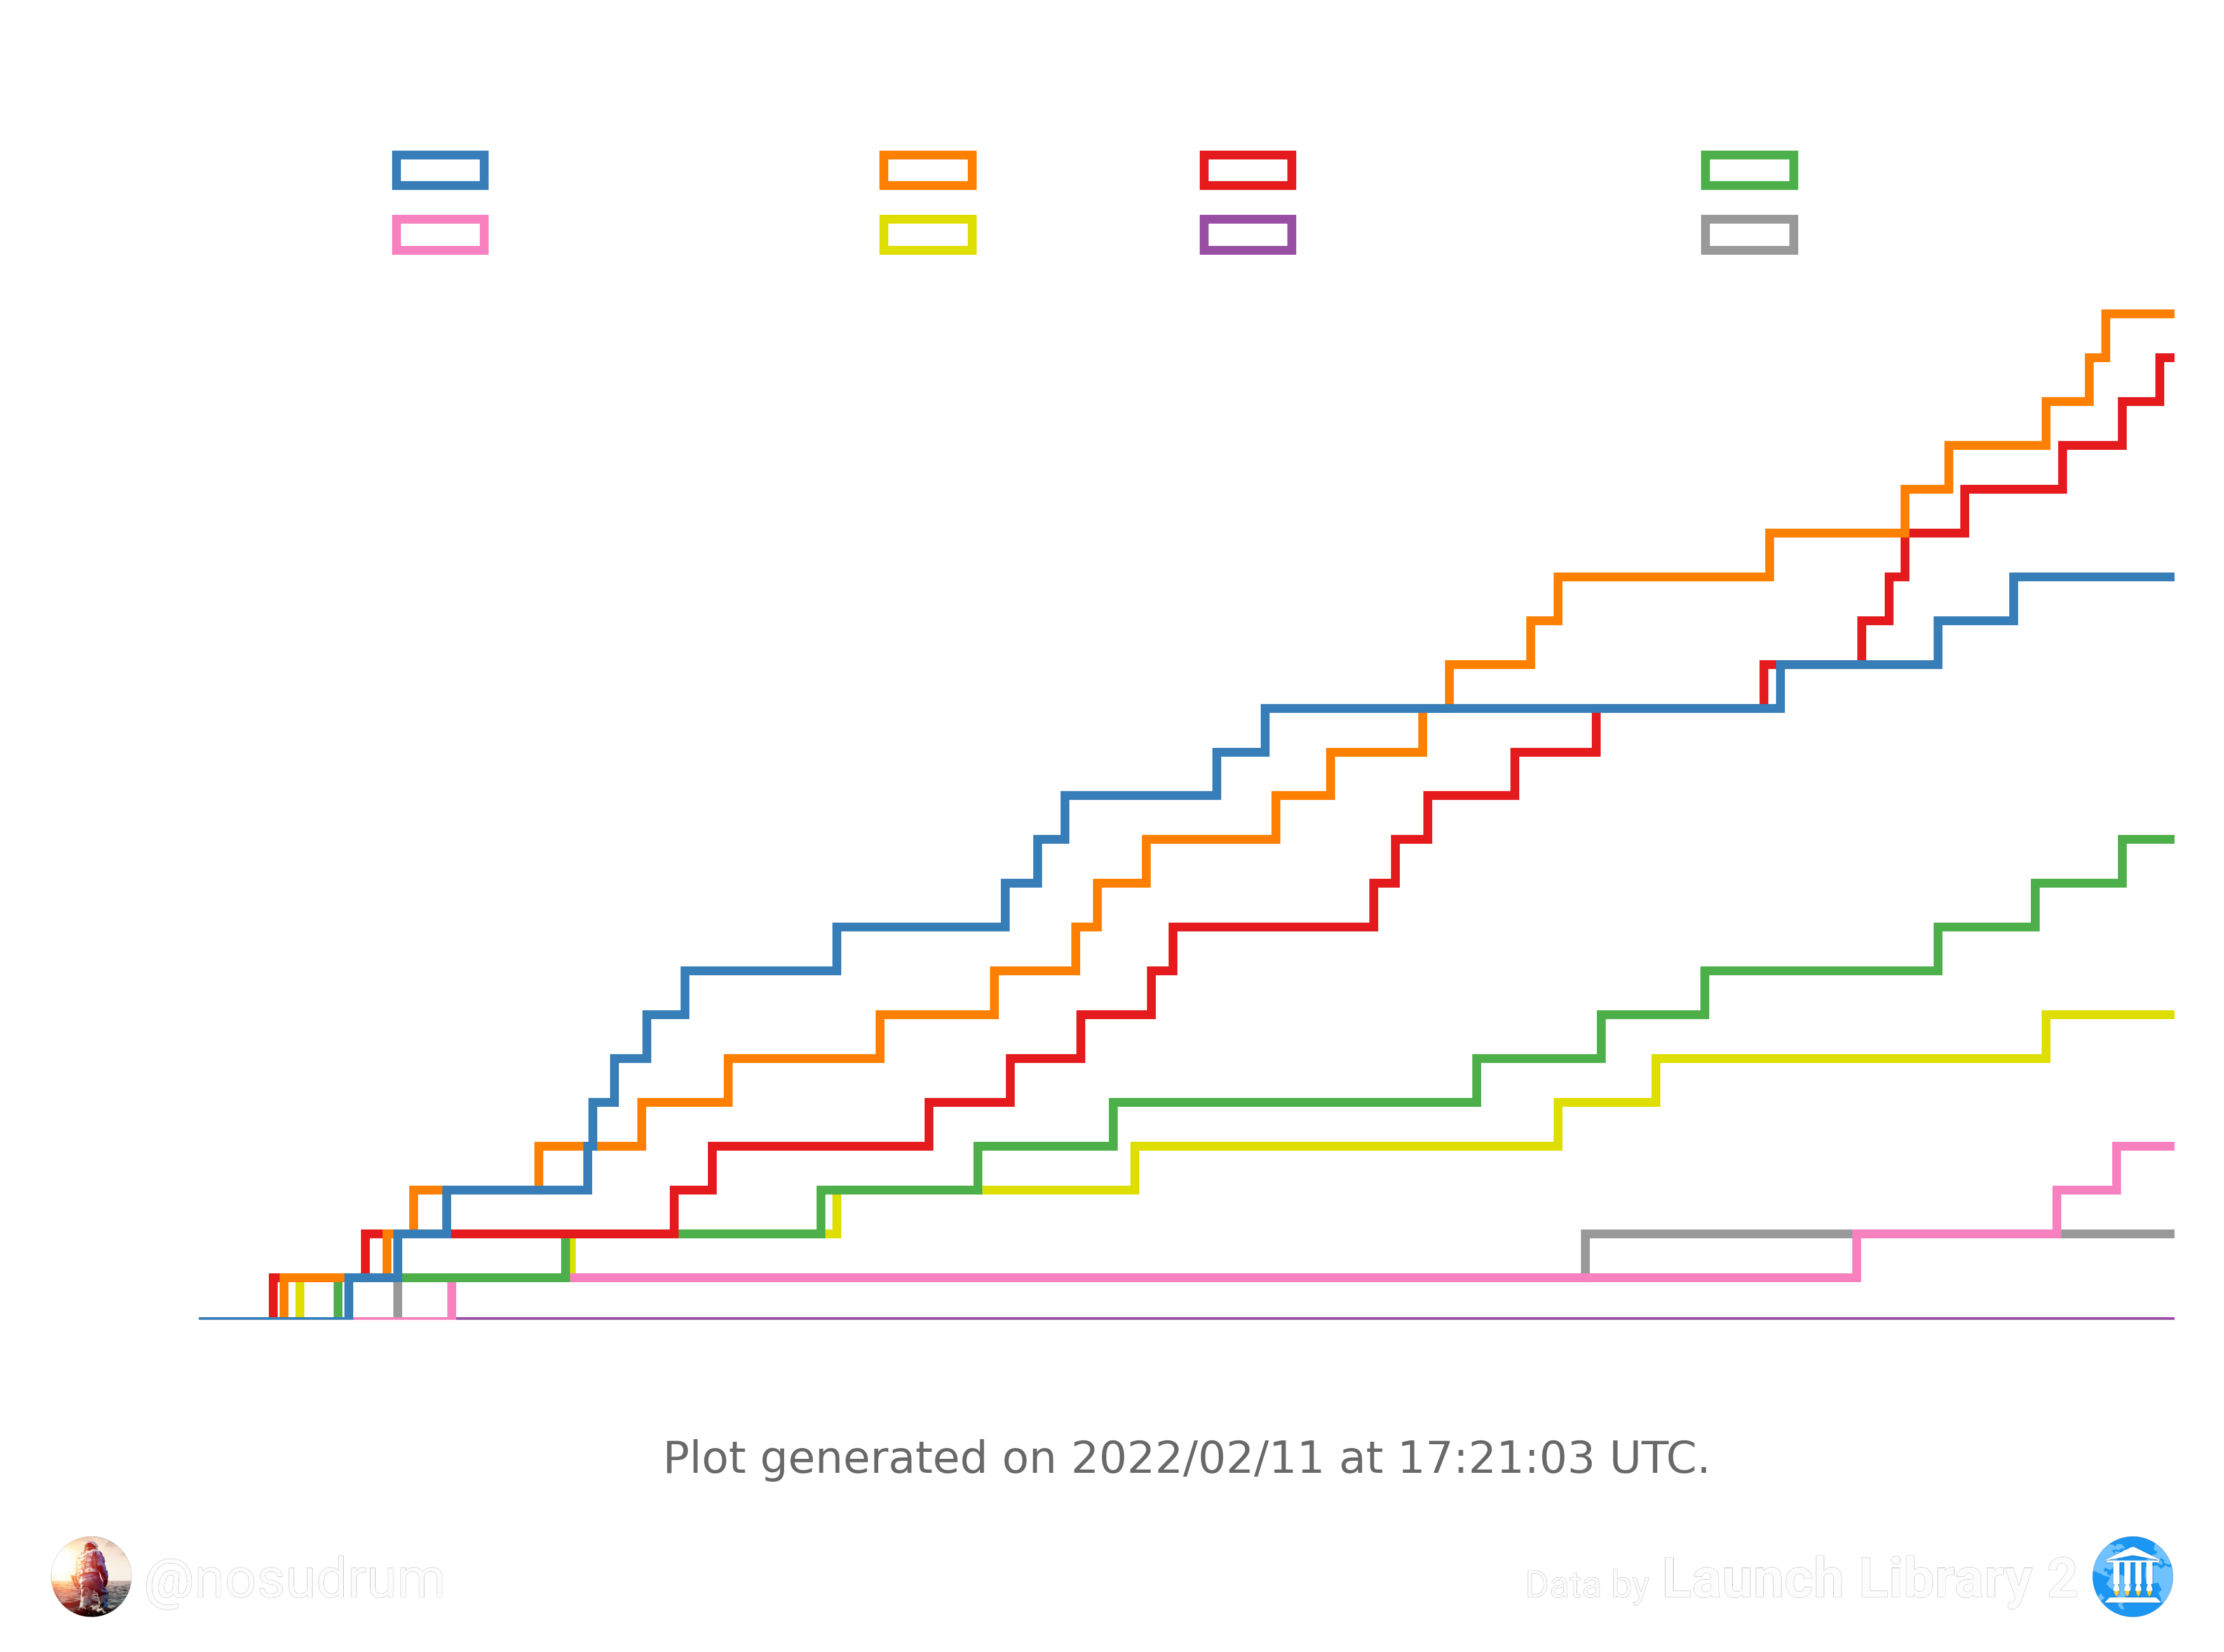 Plot generated on 2022/02/11 at 17:21:03 UTC.
@nosudrum
Data by Launch Library 2